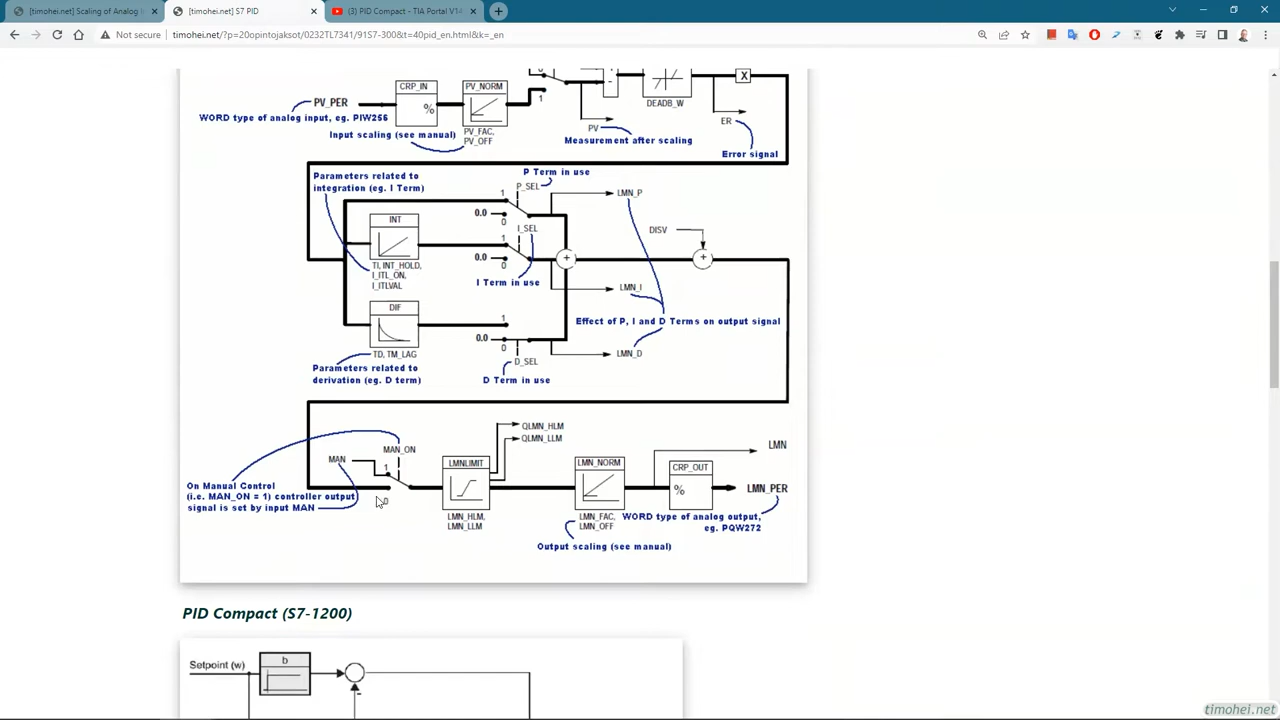 [timohei.net] Scaling of Analog In
[timohei.net] S7 PID
(3) PID Compact - TIA Portal V14
Not secure
timohei.net/?p=20opintojaksot/0232TL7341/91S7-300&t=40pid_en.html&k=_en
CRP_IN
PV_NORM
PV_PER
%
1
DEADB_W
X
WORD type of analog input, eg. PIW256
PV
ER
Input scaling (see manual)
PV_FAC,
PV_OFF
Measurement after scaling
Error signal
P Term in use
Parameters related to
integration (eg. I Term)
P_SEL
1
LMN_P
0.0
0
INT
I_SEL
DISV
1
0.0
0
+
+
TI, INT_HOLD,
I_ITL_ON,
I_ITLVAL
I Term in use
LMN_I
DIF
1
Effect of P, I and D Terms on output signal
0.0
0
TD, TM_LAG
LMN_D
D_SEL
Parameters related to
derivation (eg. D term)
D Term in use
QLMN_HLM
QLMN_LLM
MAN_ON
LMN
MAN
1
LMNLIMIT
LMN_NORM
CRP_OUT
On Manual Control
(i.e. MAN_ON = 1) controller output
signal is set by input MAN
0
%
LMN_PER
LMN_HLM,
LMN_LLM
LMN_FAC,
LMN_OFF
WORD type of analog output,
eg. PQW272
Output scaling (see manual)
PID Compact (S7-1200)
Setpoint (w)
b
-
timohei.net